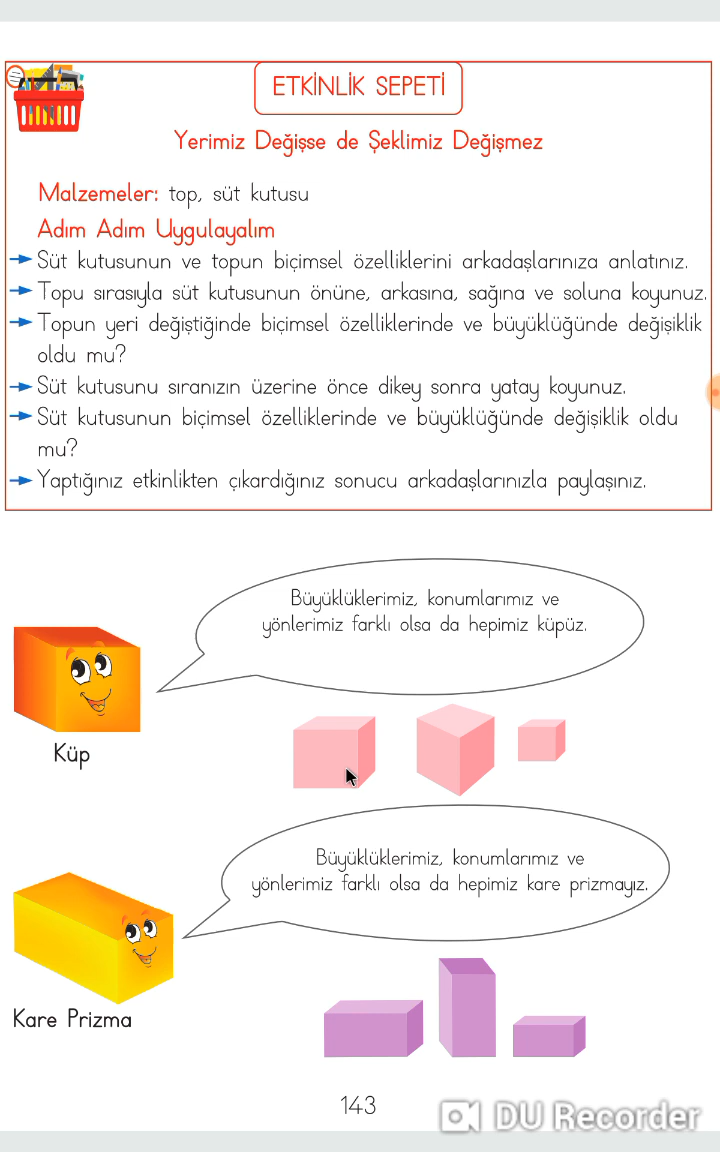 ETKİNLİK SEPETİ
Yerimiz Değişse de Şeklimiz Değişmez
Malzemeler: top, süt kutusu
Adım Adım Uygulayalım
Süt kutusunun ve topun biçimsel özelliklerini arkadaşlarınıza anlatınız.
Topu sırasıyla süt kutusunun önüne, arkasına, sağına ve soluna koyunuz.
Topun yeri değiştiğinde biçimsel özelliklerinde ve büyüklüğünde değişiklik
oldu mu?
Süt kutusunu sıranızın üzerine önce dikey sonra yatay koyunuz.
Süt kutusunun biçimsel özelliklerinde ve büyüklüğünde değişiklik oldu
mu?
Yaptığınız etkinlikten çıkardığınız sonucu arkadaşlarınızla paylaşınız.
Büyüklüklerimiz, konumlarımız ve
yönlerimiz farklı olsa da hepimiz küpüz.
Küp
Büyüklüklerimiz, konumlarımız ve
yönlerimiz farklı olsa da hepimiz kare prizmayız.
Kare Prizma
143
DU Recorder